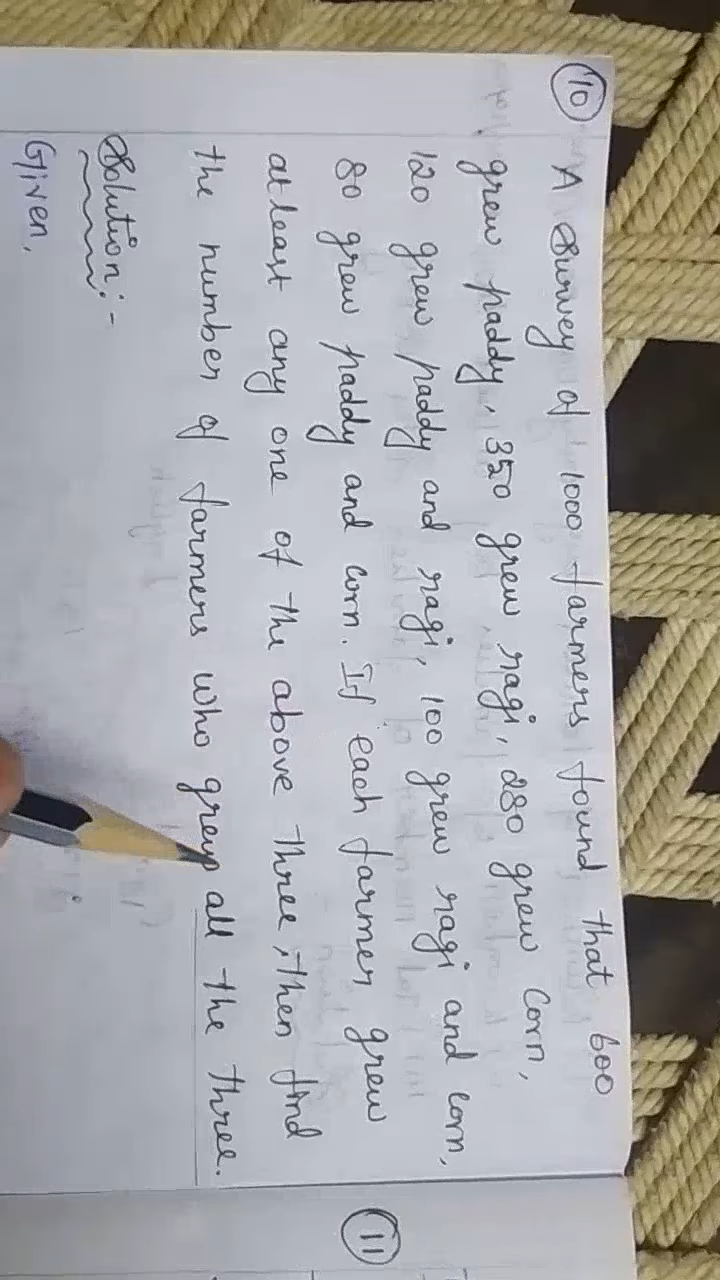 10 A Survey of 1000 farmers found that 600
grew paddy, 350 grew ragi, 280 grew corn,
120 grew paddy and ragi, 100 grew ragi and corn,
80 grew paddy and corn. If each farmer grew
atleast any one of the above three, then find
the number of farmers who grew all the three.
Solution:-
Given,
11